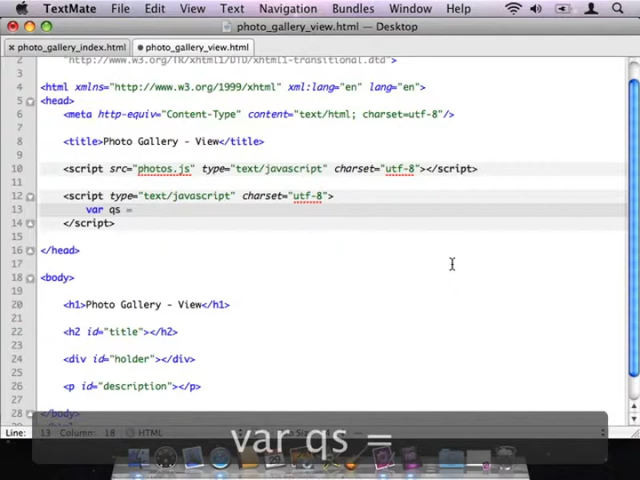 TextMate File Edit View Text Navigation Bundles Window Help
photo_gallery_view.html — Desktop
photo_gallery_index.html photo_gallery_view.html
2 "http://www.w3.org/TR/xhtml1/DTD/xhtml1-transitional.dtd">
3
4 <html xmlns="http://www.w3.org/1999/xhtml" xml:lang="en" lang="en">
5 <head>
6 <meta http-equiv="Content-Type" content="text/html; charset=utf-8"/>
7
8 <title>Photo Gallery - View</title>
9
10 <script src="photos.js" type="text/javascript" charset="utf-8"></script>
11
12 <script type="text/javascript" charset="utf-8">
13 var qs =
14 </script>
15
16 </head>
17
18 <body>
19
20 <h1>Photo Gallery - View</h1>
21
22 <h2 id="title"></h2>
23
24 <div id="holder"></div>
25
26 <p id="description"></p>
27
28 </body>
Line: 13 Column: 18 HTML
var qs =